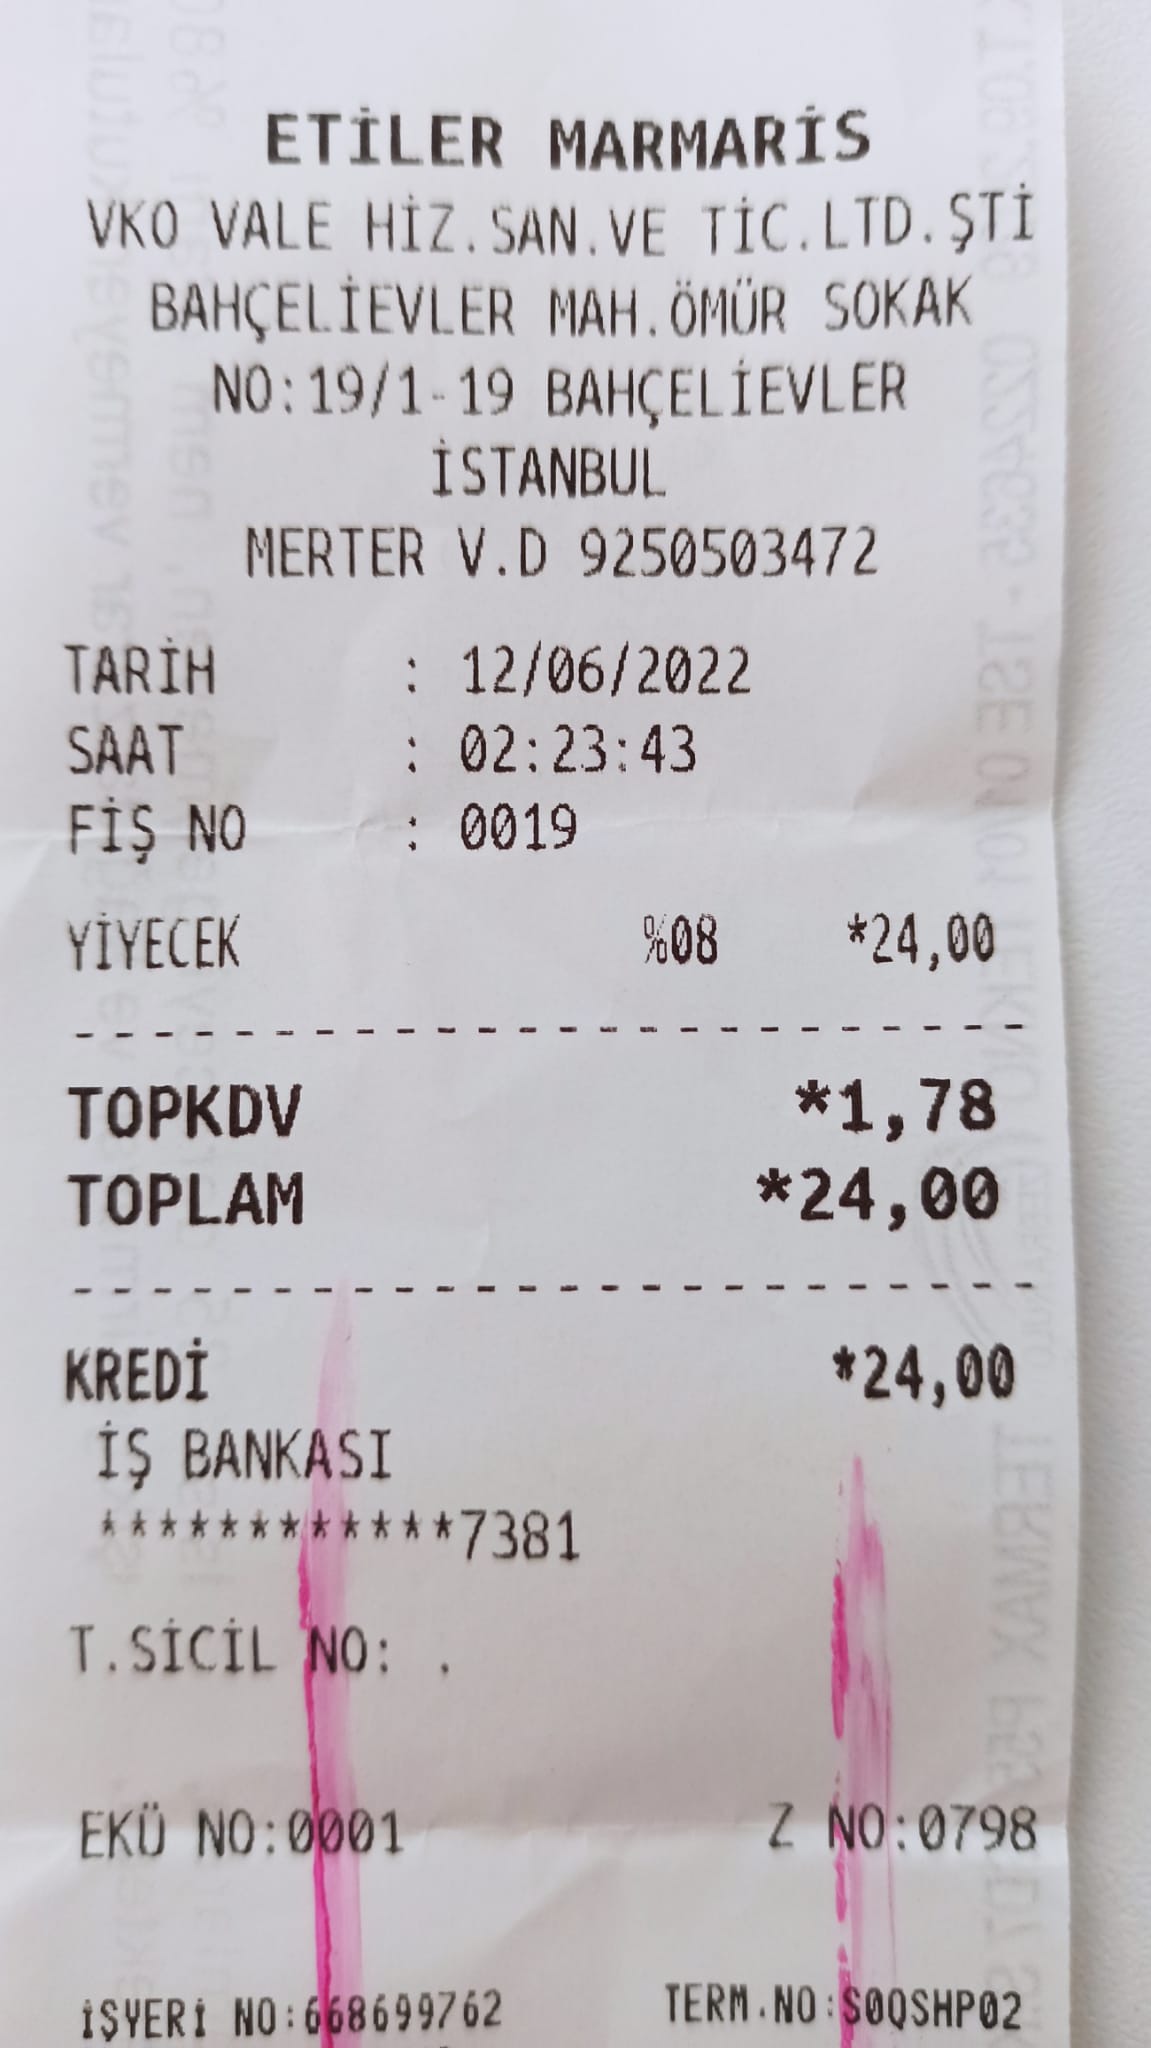 ETİLER MARMARİS
VKO VALE HİZ.SAN.VE TİC.LTD.ŞTİ
BAHÇELİEVLER MAH.ÖMÜR SOKAK
NO:19/1-19 BAHÇELİEVLER
İSTANBUL
MERTER V.D 9250503472
TARİH : 12/06/2022
SAAT : 02:23:43
FİŞ NO : 0019
YİYECEK %08 *24,00
TOPKDV *1,78
TOPLAM *24,00
KREDİ *24,00
İŞ BANKASI
************7381
T.SİCİL NO: .
EKÜ NO:0001 Z NO:0798
İŞYERİ NO:668699762 TERM.NO:S0QSHP02